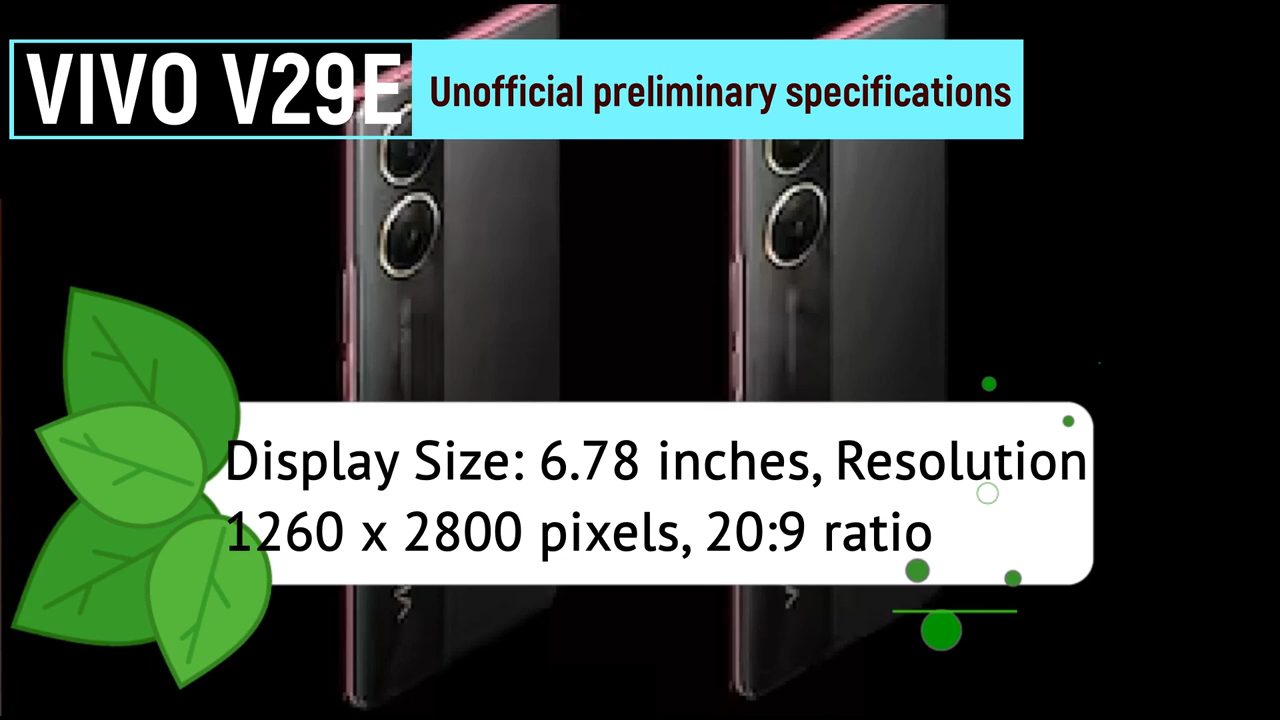 VIVO V29E
Unofficial preliminary specifications
Display Size: 6.78 inches, Resolution
1260 x 2800 pixels, 20:9 ratio